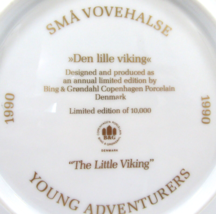 SMÅ VOVEHALSE
»Den lille viking«
Designed and produced as
an annual limited edition by
Bing & Grøndahl Copenhagen Porcelain
Denmark
Limited edition of 10,000
1990
1990
B&G
DENMARK
"The Little Viking"
YOUNG ADVENTURERS